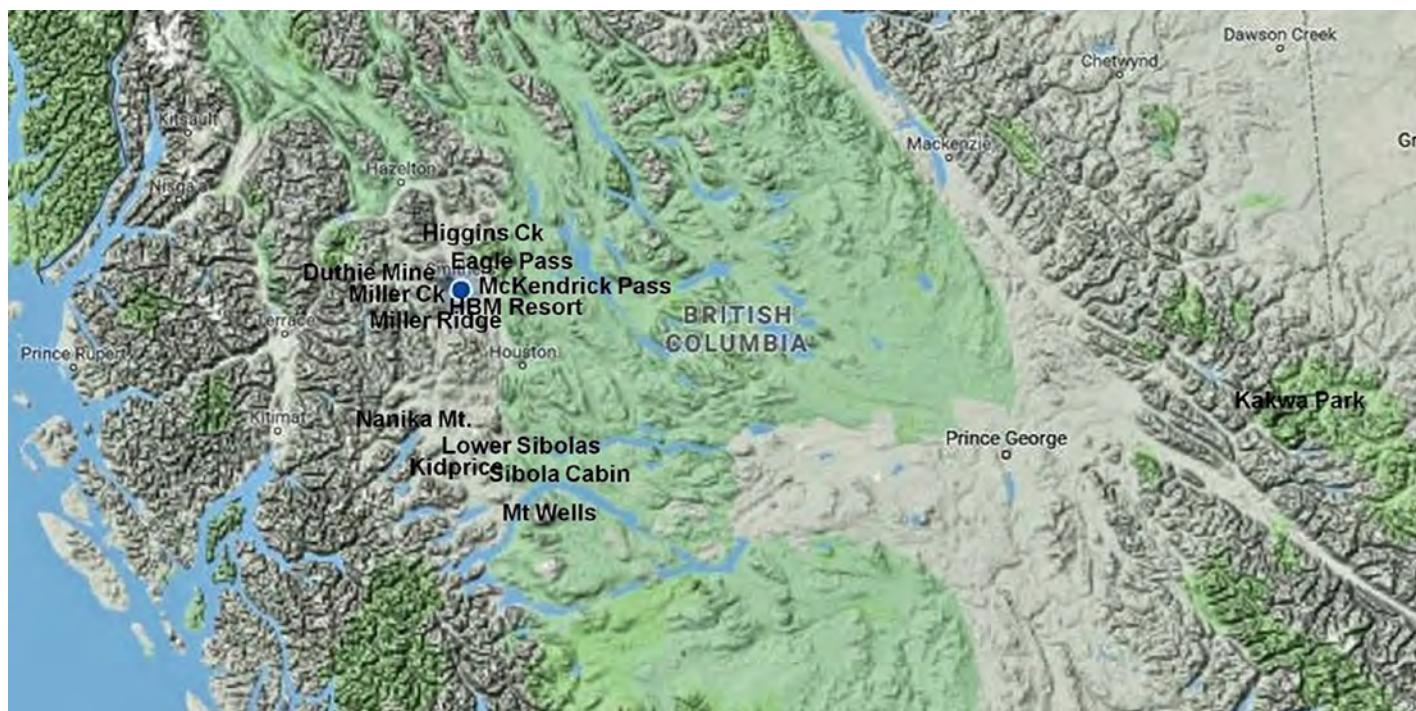 Dawson Creek
Chetwynd
Kitsault
Mackenzie
Gr
Hazelton
Nisga'a
Higgins Ck
Eagle Pass
Duthie Mine
McKendrick Pass
Miller Ck
HBM Resort
BRITISH
COLUMBIA
Miller Ridge
Terrace
Prince Rupert
Houston
Kakwa Park
Kitimat
Nanika Mt.
Prince George
Lower Sibolas
Kidprice
Sibola Cabin
Mt Wells